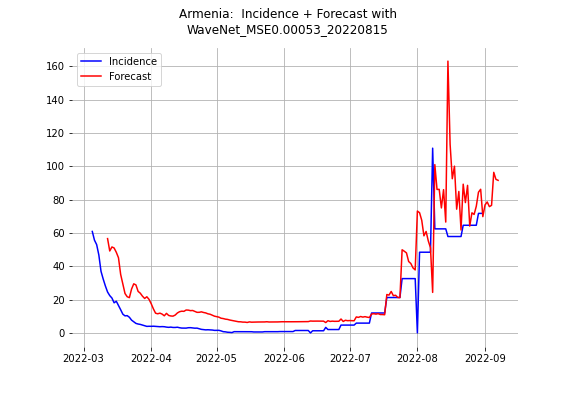 Armenia:  Incidence + Forecast with
WaveNet_MSE0.00053_20220815
Incidence
Forecast
160
140
120
100
80
60
40
20
0
2022-03 2022-04 2022-05 2022-06 2022-07 2022-08 2022-09